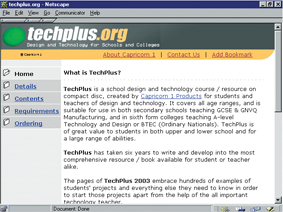 techplus.org - Netscape
File Edit View Go Communicator Help
techplus.org
Design and Technology for Schools and Colleges
Capricorn 1
About Capricorn 1 | Contact Us | Add Bookmark
Home
Details
Contents
Requirements
Ordering
What is TechPlus?
TechPlus is a school design and technology course / resource on
compact disc, created by Capricorn 1 Products for students and
teachers of design and technology. It covers all age ranges, and is
suitable for use in both secondary schools teaching GCSE & GNVQ
Manufacturing, and in sixth form colleges teaching A-level
Technology and Design or BTEC (Ordinary Nationals). TechPlus is
of great value to students in both upper and lower school and for
a large range of abilities.
TechPlus has taken six years to write and develop into the most
comprehensive resource / book available for student or teacher
alike.
The pages of TechPlus 2003 embrace hundreds of examples of
students' projects and everything else they need to know in order
to start those projects apart from the help of the all important
technology teacher.
Document: Done